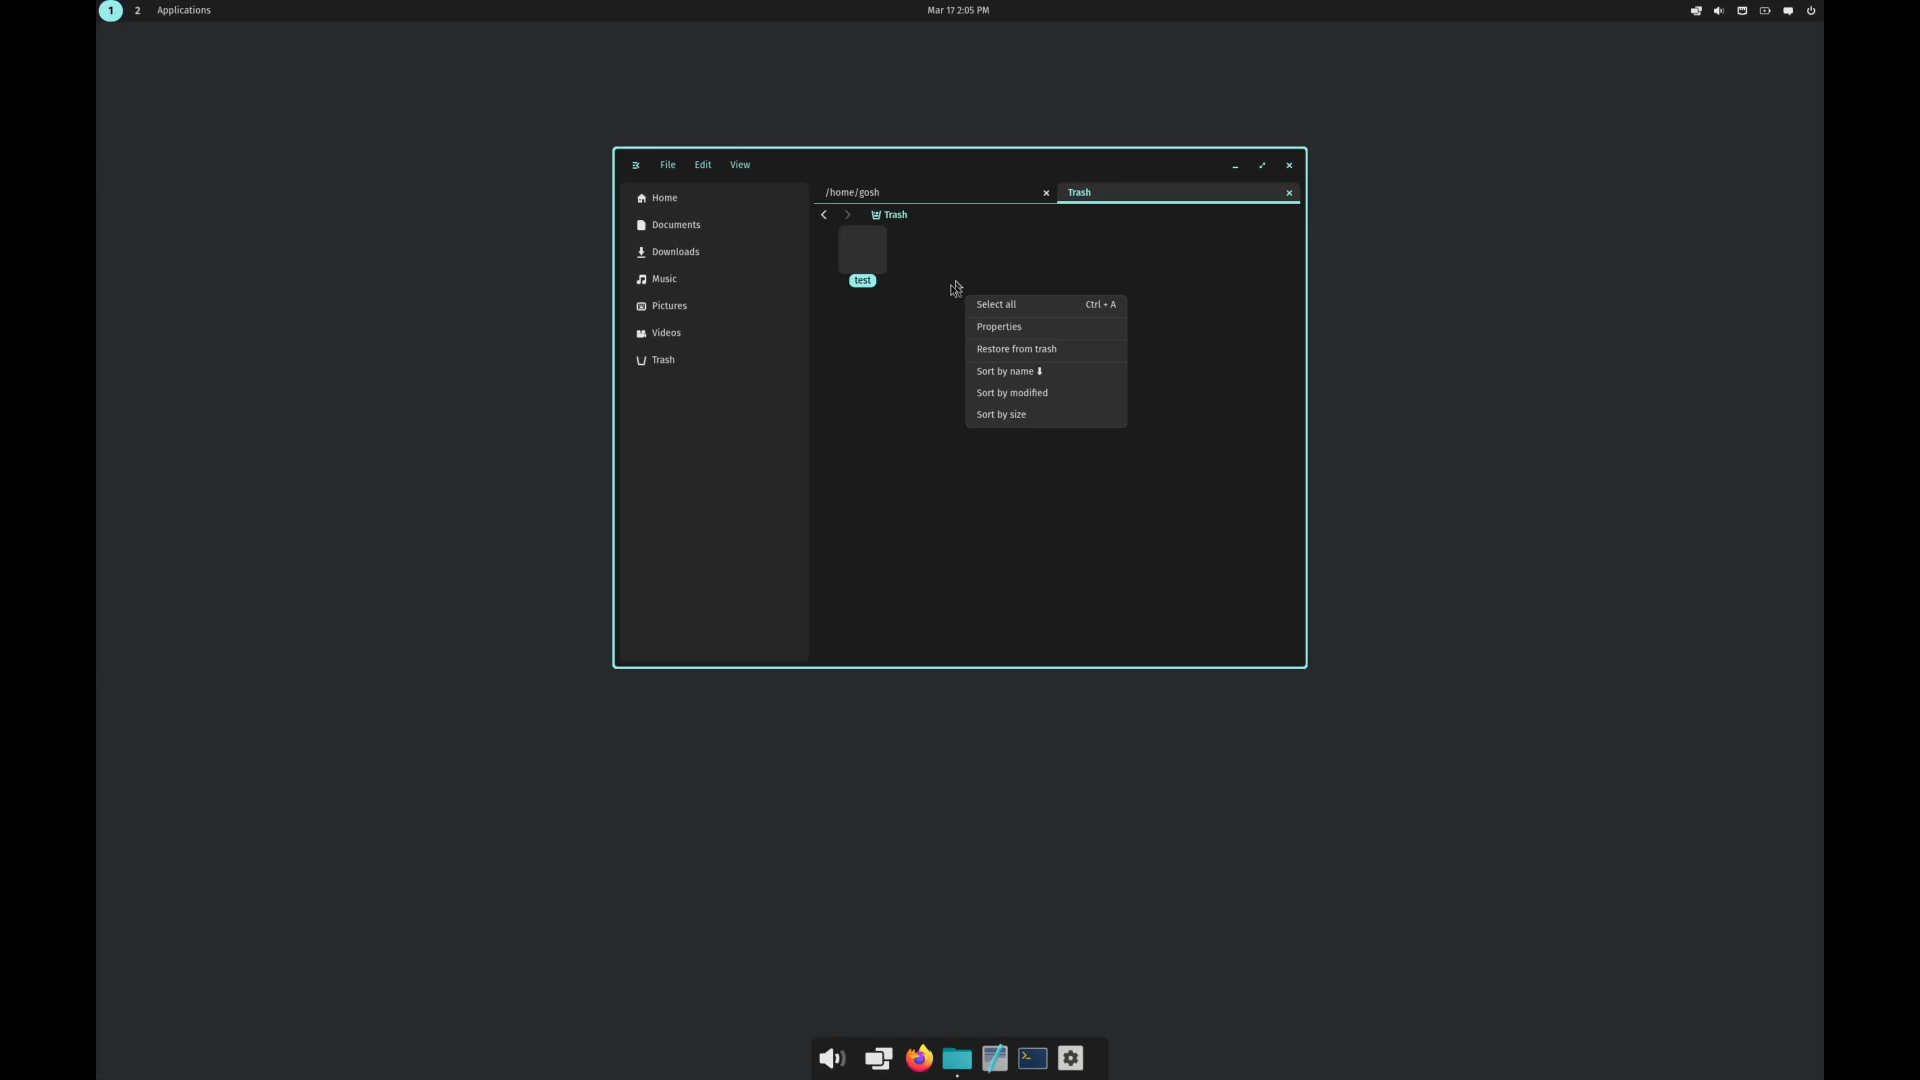 1 2 Applications Mar 17 2:05 PM
File Edit View
/home/gosh Trash
Trash
Home
Documents
Downloads
Music
Pictures
Videos
Trash
test
Select all Ctrl + A
Properties
Restore from trash
Sort by name ⬇
Sort by modified
Sort by size